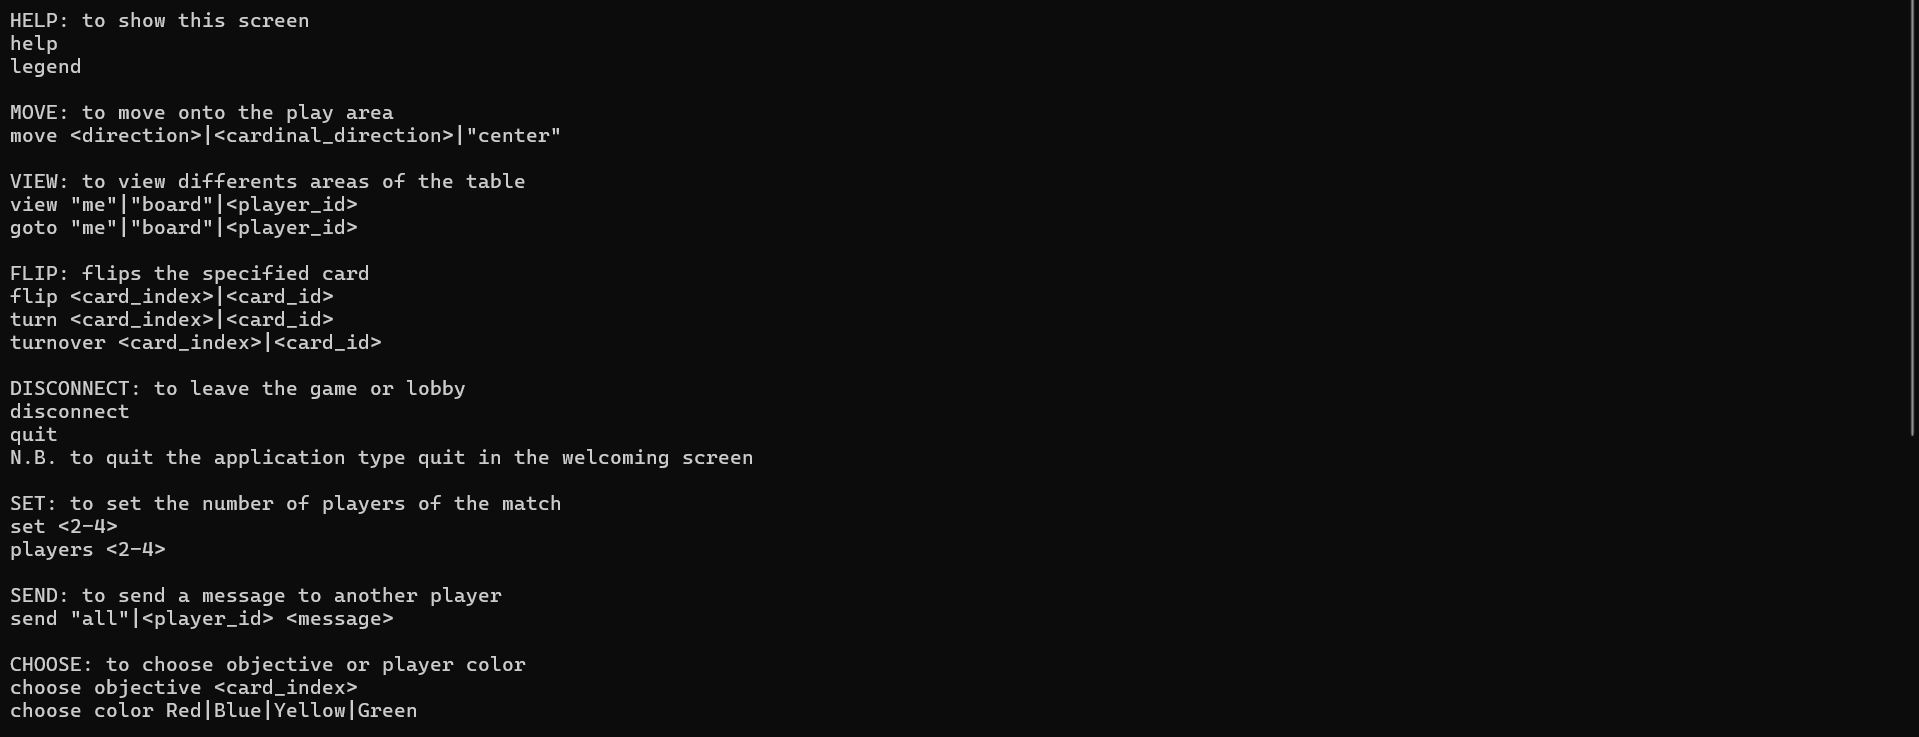 HELP: to show this screen
help
legend
MOVE: to move onto the play area
move <direction>|<cardinal_direction>|"center"
VIEW: to view differents areas of the table
view "me"|"board"|<player_id>
goto "me"|"board"|<player_id>
FLIP: flips the specified card
flip <card_index>|<card_id>
turn <card_index>|<card_id>
turnover <card_index>|<card_id>
DISCONNECT: to leave the game or lobby
disconnect
quit
N.B. to quit the application type quit in the welcoming screen
SET: to set the number of players of the match
set <2-4>
players <2-4>
SEND: to send a message to another player
send "all"|<player_id> <message>
CHOOSE: to choose objective or player color
choose objective <card_index>
choose color Red|Blue|Yellow|Green